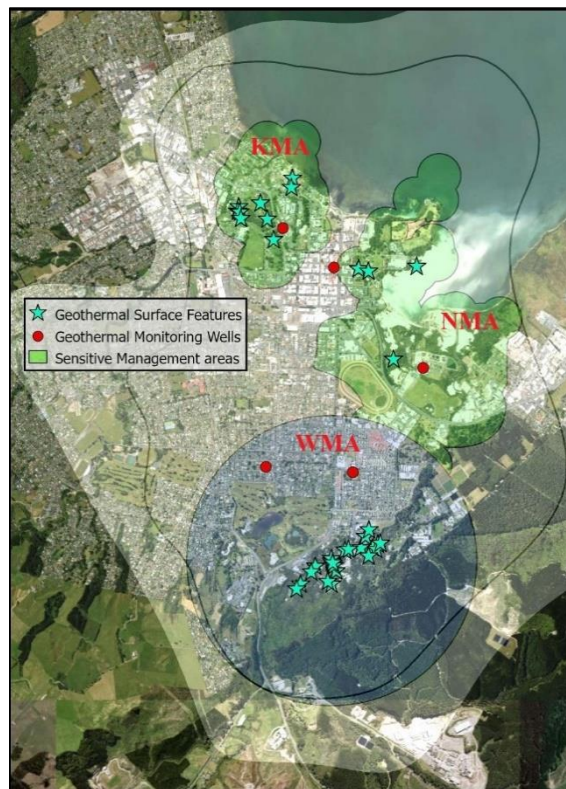 KMA
Geothermal Surface Features
Geothermal Monitoring Wells
Sensitive Management areas
NMA
WMA